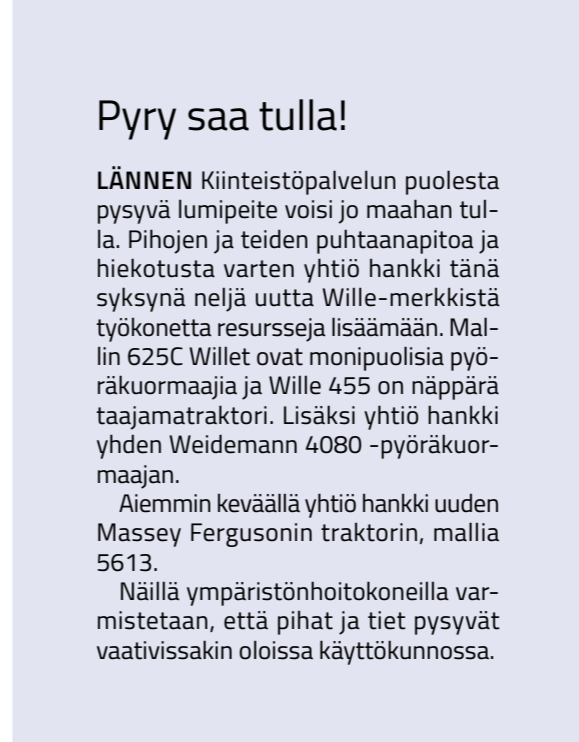 Pyry saa tulla!
LÄNNEN Kiinteistöpalvelun puolesta
pysyvä lumipeite voisi jo maahan tul-
la. Pihojen ja teiden puhtaanapitoa ja
hiekotusta varten yhtiö hankki tänä
syksynä neljä uutta Wille-merkkistä
työkonetta resursseja lisäämään. Mal-
lin 625C Willet ovat monipuolisia pyö-
räkuormaajia ja Wille 455 on näppärä
taajamatraktori. Lisäksi yhtiö hankki
yhden Weidemann 4080 -pyöräkuor-
maajan.
Aiemmin keväällä yhtiö hankki uuden
Massey Fergusonin traktorin, mallia
5613.
Näillä ympäristönhoitokoneilla var-
mistetaan, että pihat ja tiet pysyvät
vaativissakin oloissa käyttökunnossa.